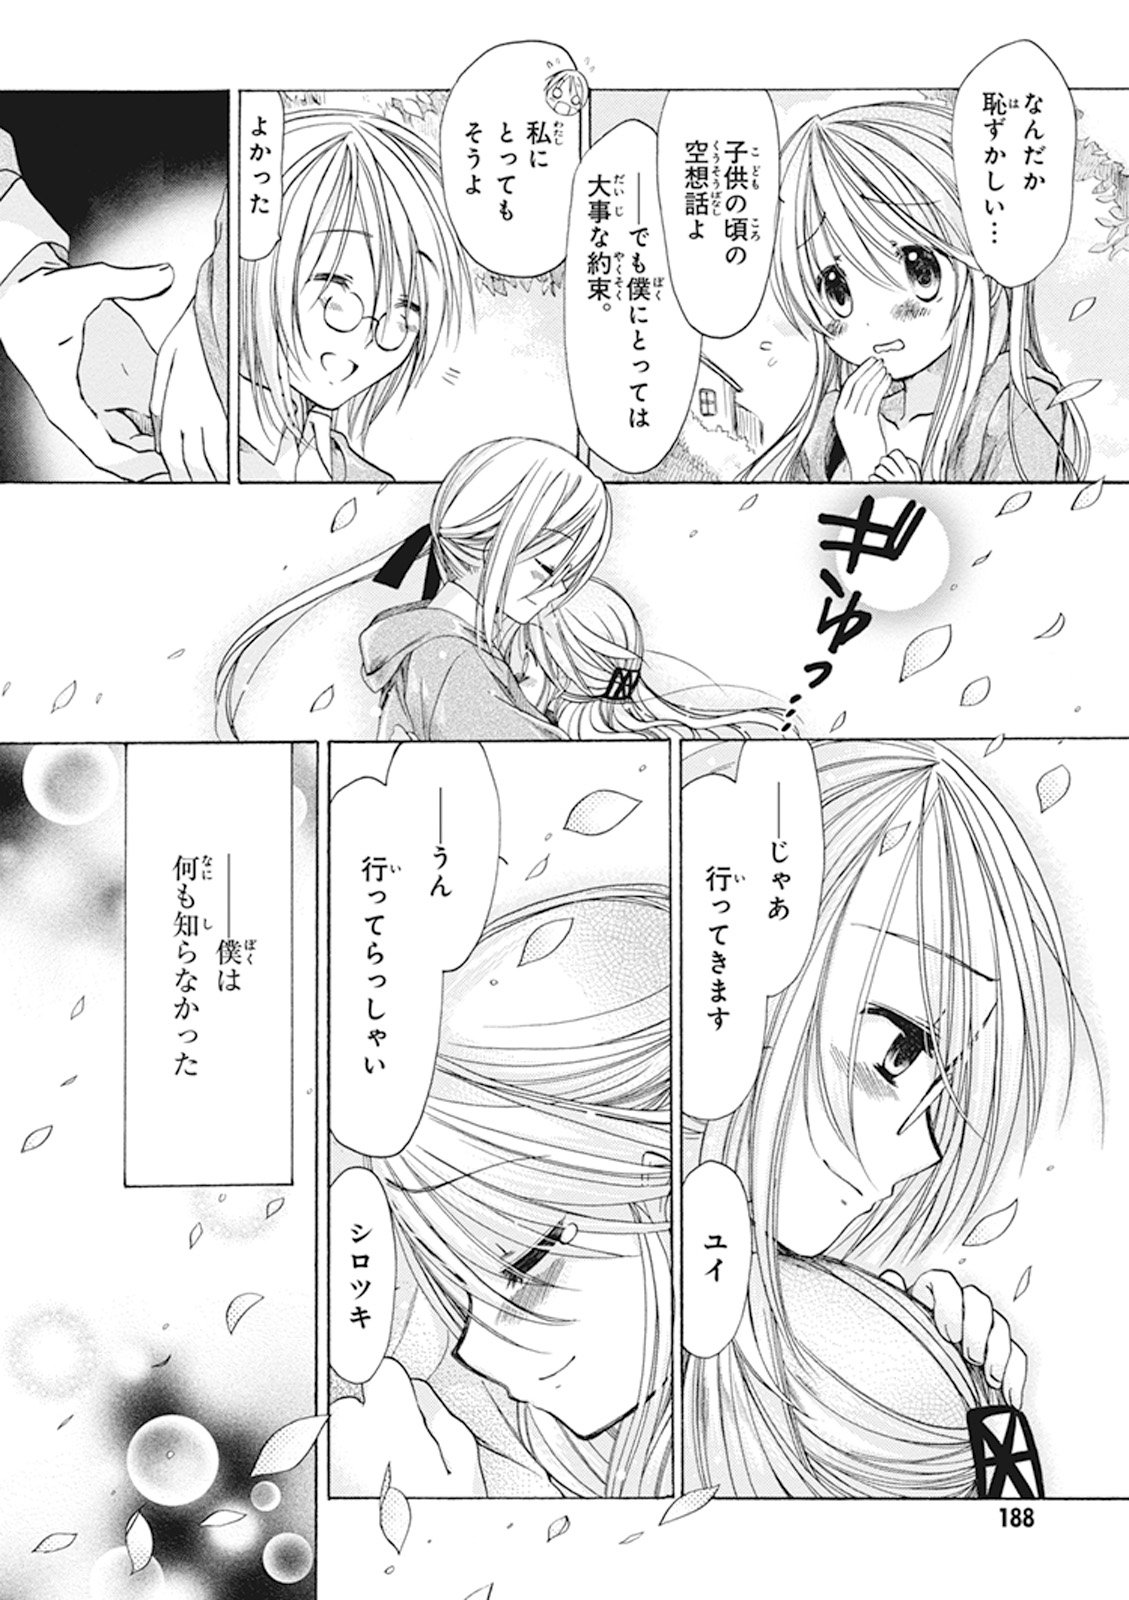 なんだか
恥ずかしい…
子供の頃の
空想話よ
――でも僕にとっては
大事な約束。
私に
とっても
そうよ
よかった
ギゅっ…
――じゃあ
行ってきます
ユイ
――うん
行ってらっしゃい
シロツキ
――僕は
何も知らなかった
188